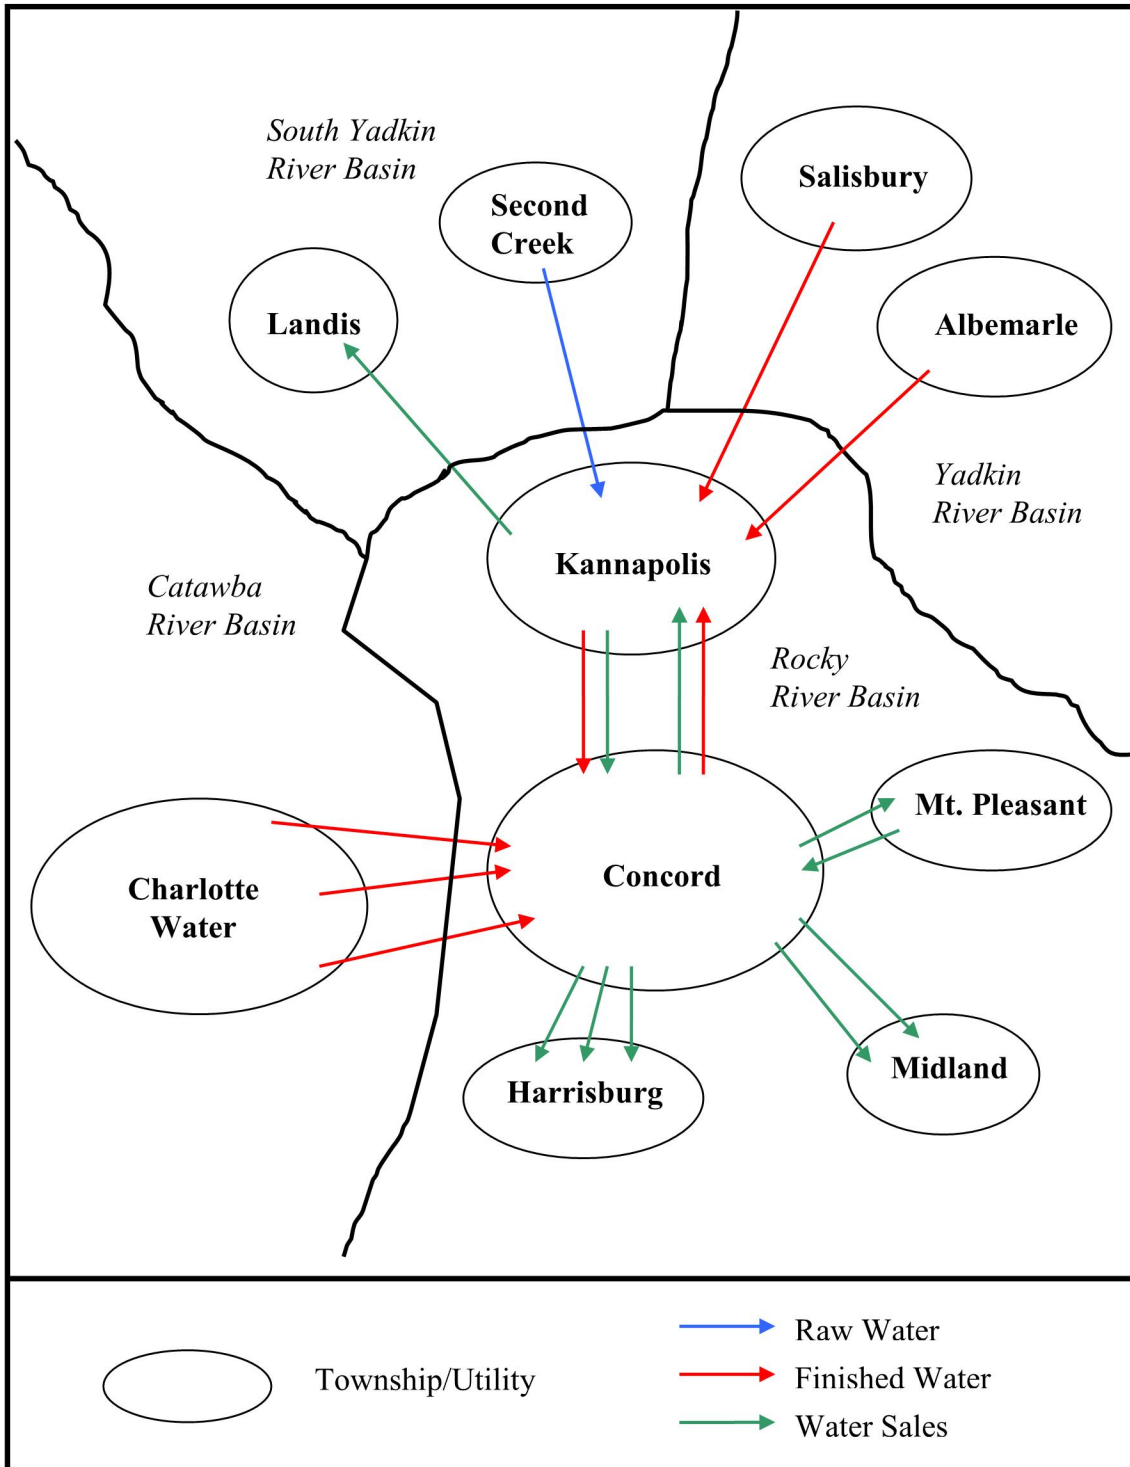 South Yadkin
River Basin
Second
Creek
Salisbury
Landis
Albemarle
Yadkin
River Basin
Kannapolis
Catawba
River Basin
Rocky
River Basin
Mt. Pleasant
Charlotte
Water
Concord
Midland
Harrisburg
Township/Utility
Raw Water
Finished Water
Water Sales